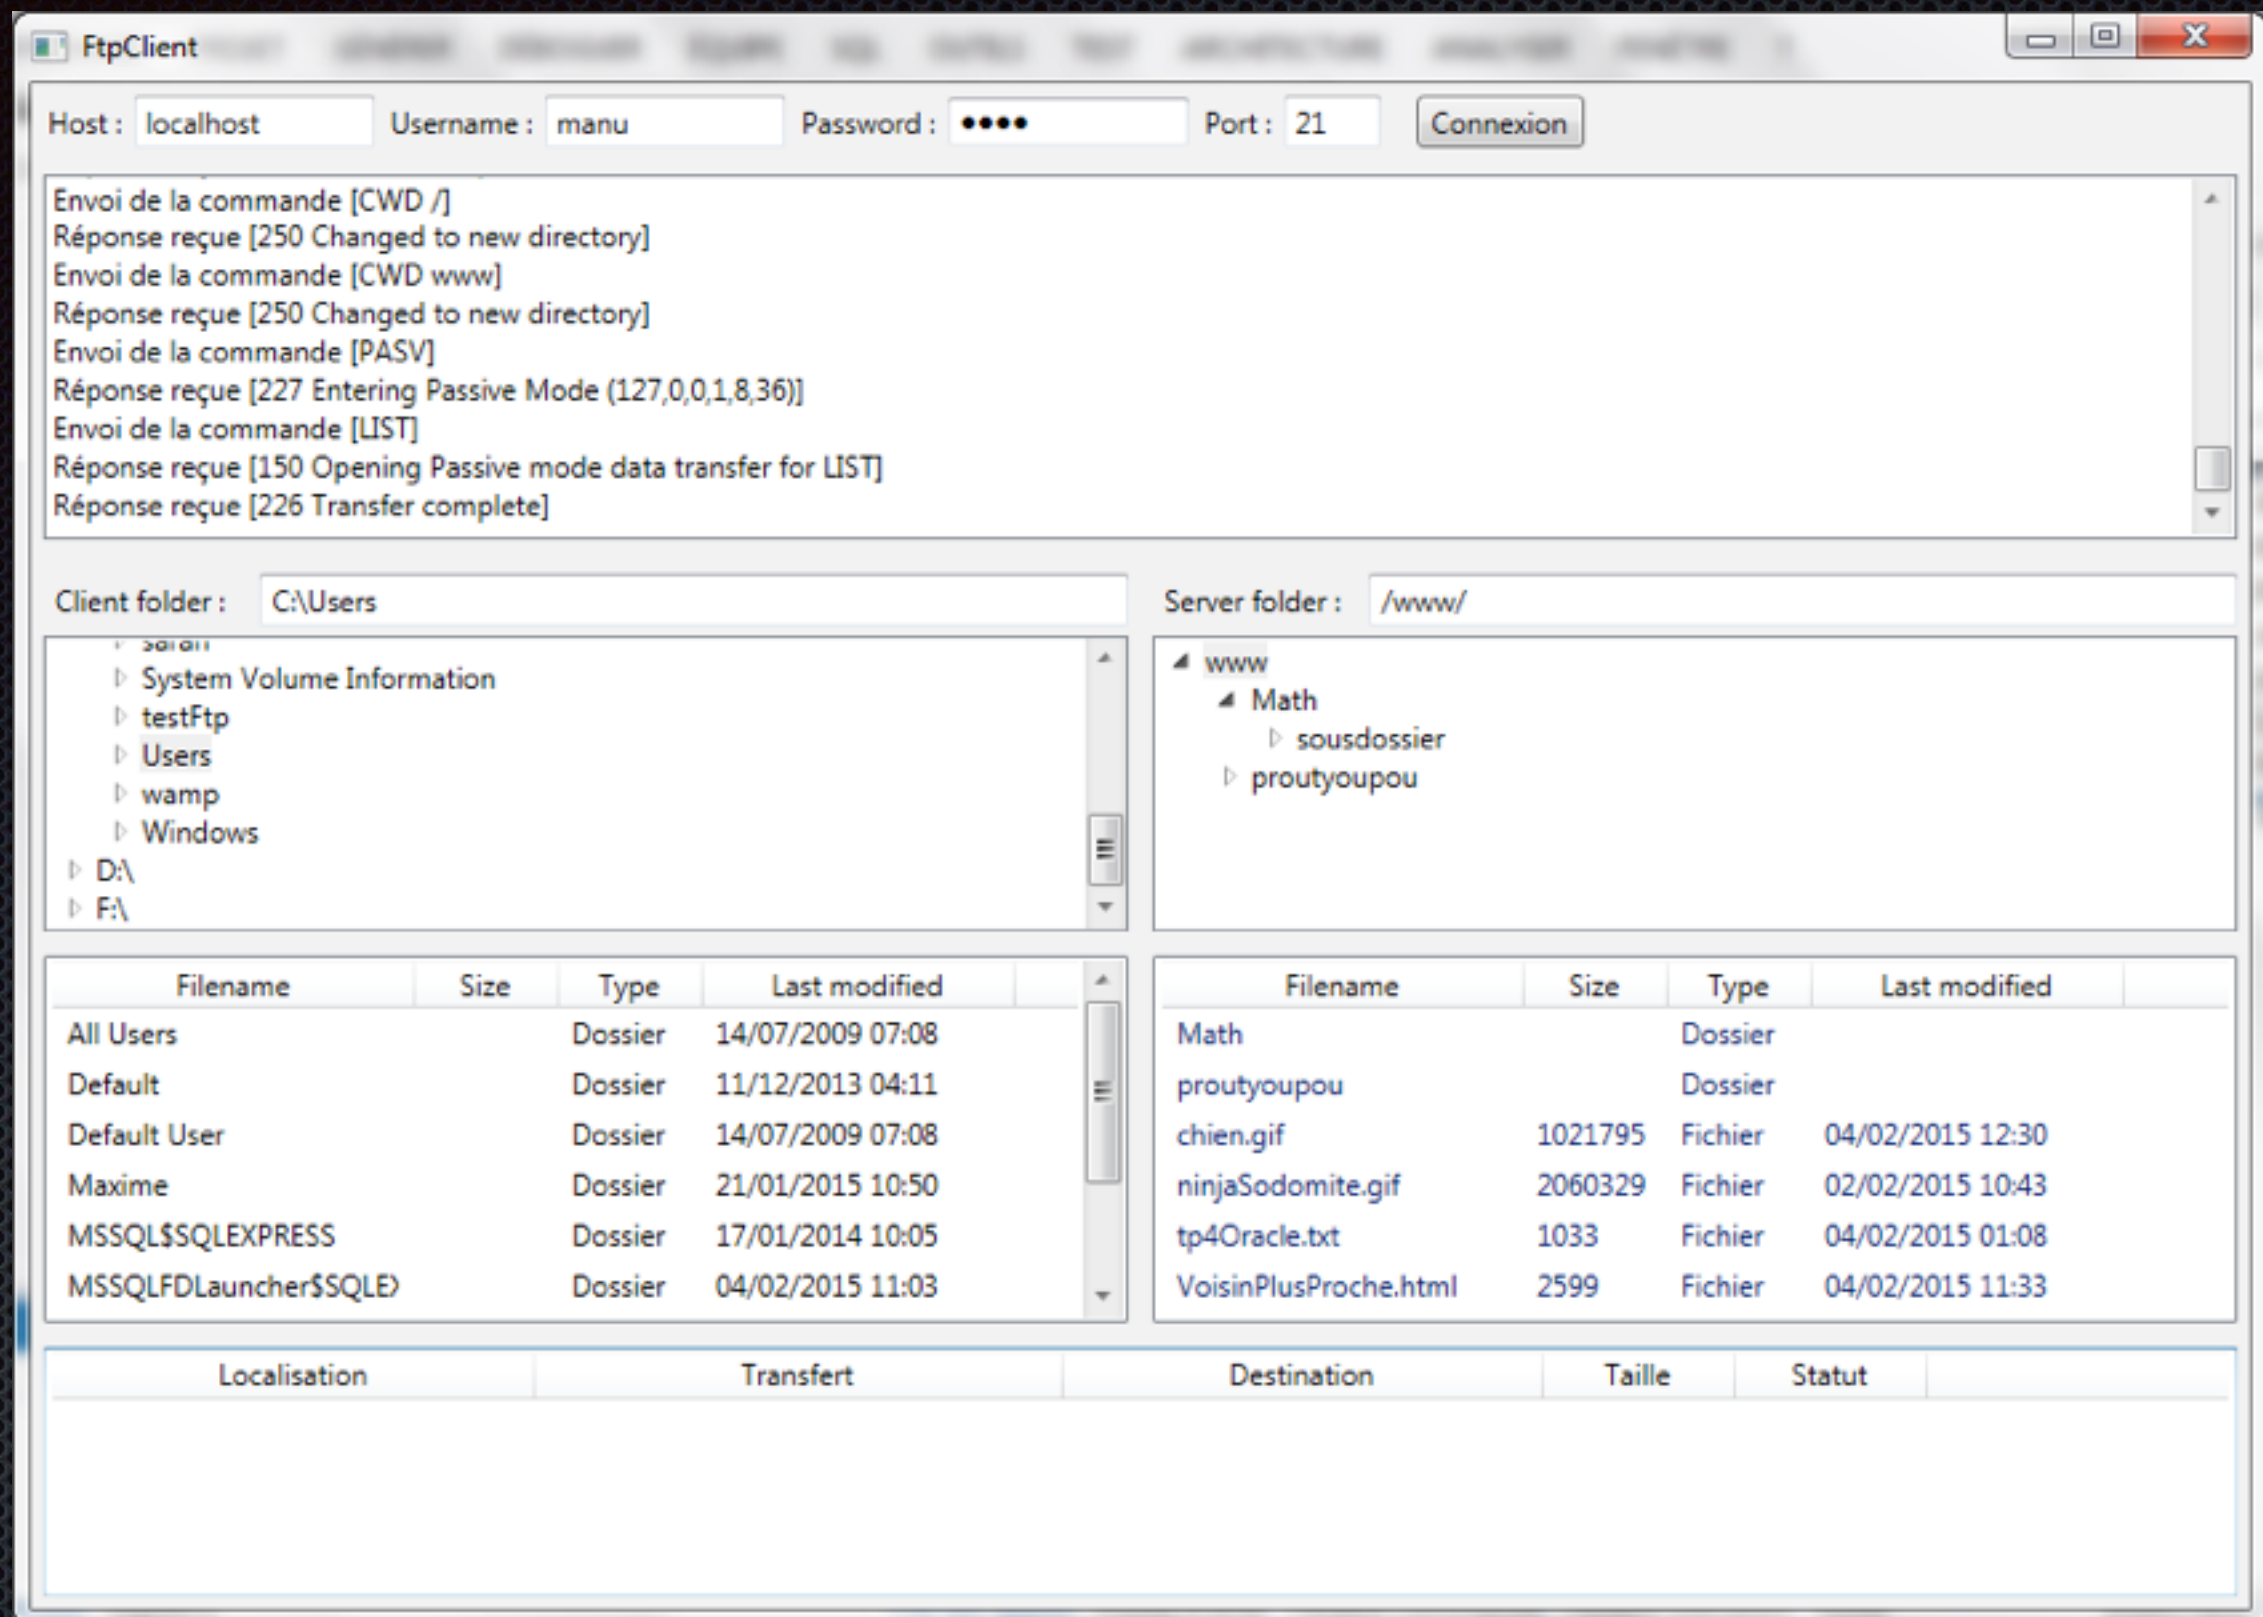 FtpClient
Host : localhost Username : manu Password : •••• Port : 21 Connexion
Envoi de la commande [CWD /]
Réponse reçue [250 Changed to new directory]
Envoi de la commande [CWD www]
Réponse reçue [250 Changed to new directory]
Envoi de la commande [PASV]
Réponse reçue [227 Entering Passive Mode (127,0,0,1,8,36)]
Envoi de la commande [LIST]
Réponse reçue [150 Opening Passive mode data transfer for LIST]
Réponse reçue [226 Transfer complete]
Client folder : C:\Users
System Volume Information
testFtp
Users
wamp
Windows
D:\
F:\
Server folder : /www/
www
Math
sousdossier
proutyoupou
Filename Size Type Last modified
All Users Dossier 14/07/2009 07:08
Default Dossier 11/12/2013 04:11
Default User Dossier 14/07/2009 07:08
Maxime Dossier 21/01/2015 10:50
MSSQL$SQLEXPRESS Dossier 17/01/2014 10:05
MSSQLFDLauncher$SQLE Dossier 04/02/2015 11:03
Filename Size Type Last modified
Math Dossier
proutyoupou Dossier
chien.gif 1021795 Fichier 04/02/2015 12:30
ninjaSodomite.gif 2060329 Fichier 02/02/2015 10:43
tp4Oracle.txt 1033 Fichier 04/02/2015 01:08
VoisinPlusProche.html 2599 Fichier 04/02/2015 11:33
Localisation Transfert Destination Taille Statut